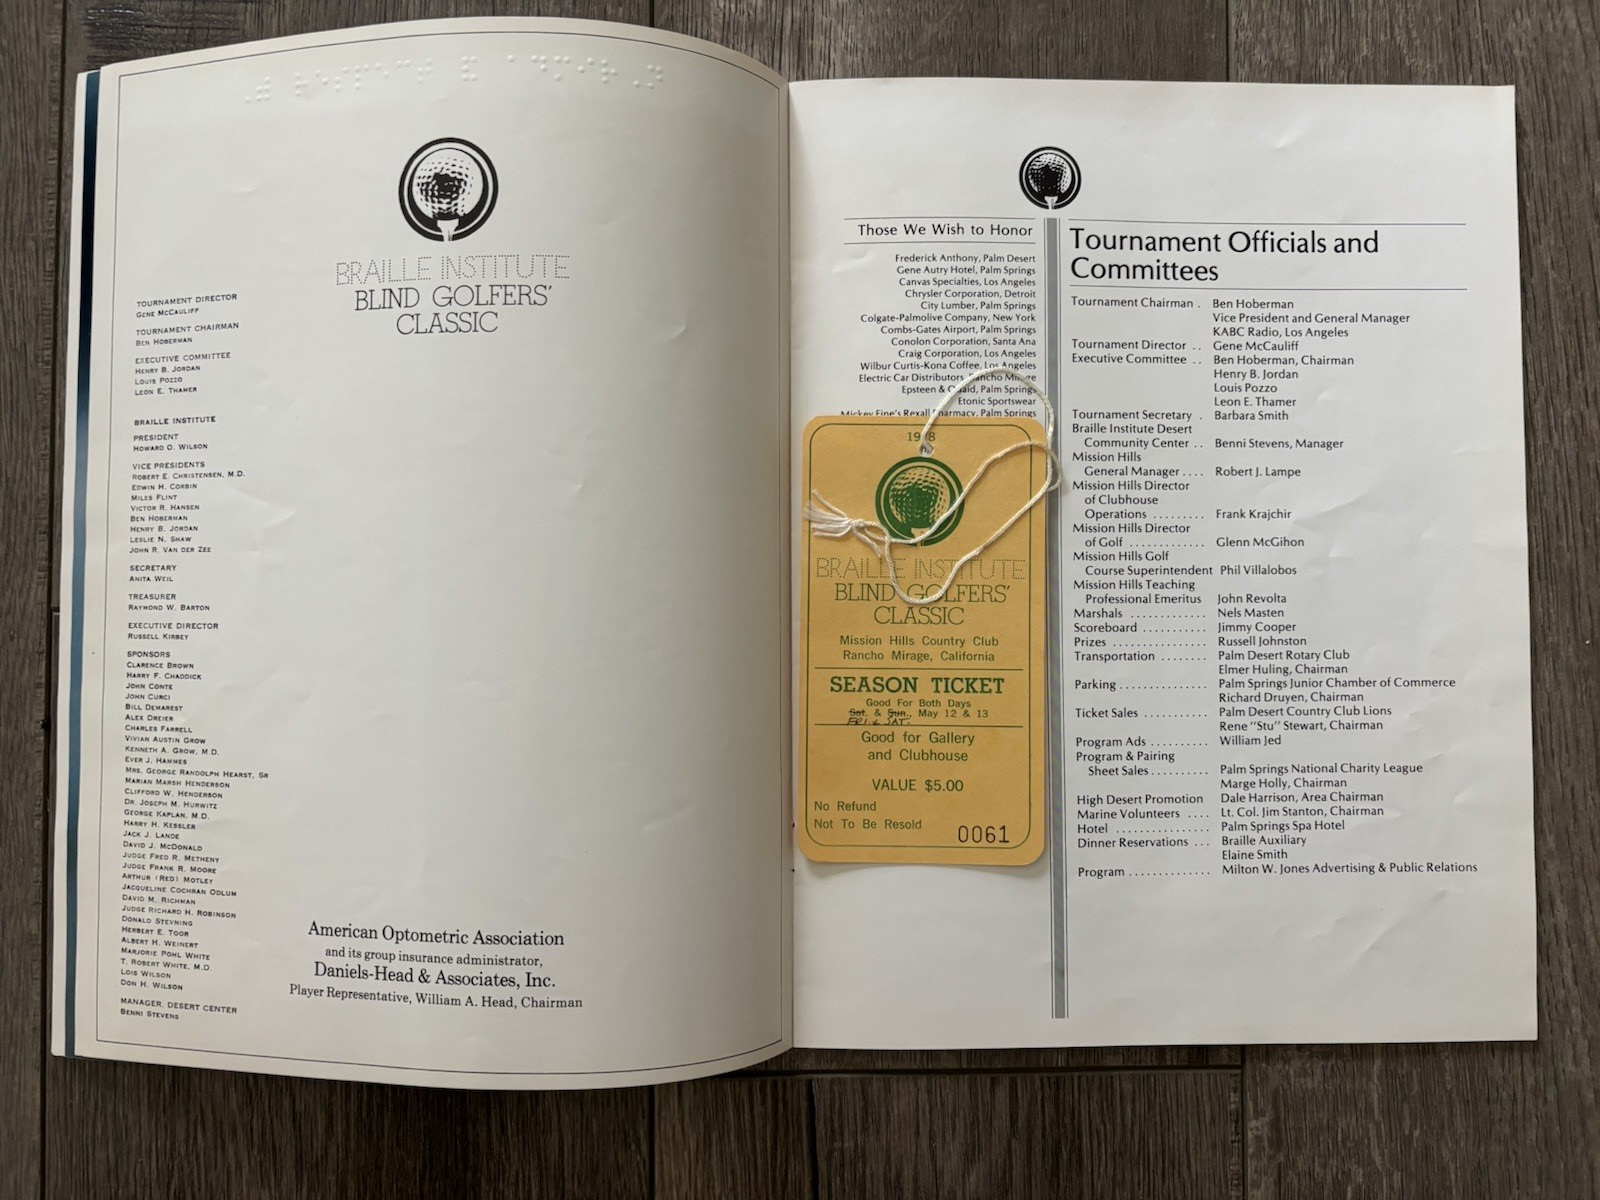 BRAILLE INSTITUTE
BLIND GOLFERS'
CLASSIC
TOURNAMENT DIRECTOR
GENE MCCAULIFF
TOURNAMENT CHAIRMAN
BEN HOBERMAN
EXECUTIVE COMMITTEE
HENRY B. JORDAN
LOUIS POZZO
LEON E. THAMER
BRAILLE INSTITUTE
PRESIDENT
HOWARD O. WILSON
VICE PRESIDENTS
ROBERT E. CHRISTENSEN, M.D.
EDWIN H. CORBIN
MILES FLINT
VICTOR R. HANSEN
BEN HOBERMAN
HENRY B. JORDAN
LESLIE N. SHAW
JOHN R. VAN DER ZEE
SECRETARY
ANITA WEIL
TREASURER
RAYMOND W. BARTON
EXECUTIVE DIRECTOR
RUSSELL KIRBEY
SPONSORS
CLARENCE BROWN
HARRY F. CHADDICK
JOHN CONTE
JOHN CURCI
BILL DEMAREST
ALEX DREIER
CHARLES FARRELL
VIVIAN AUSTIN GROW
KENNETH A. GROW, M.D.
EVER J. HAMMES
MRS. GEORGE RANDOLPH HEARST, SR
MARIAN MARSH HENDERSON
CLIFFORD W. HENDERSON
DR. JOSEPH M. HURWITZ
GEORGE KAPLAN, M.D.
HARRY H. KESSLER
JACK J. LANDE
DAVID J. MCDONALD
JUDGE FRED R. METHENY
JUDGE FRANK R. MOORE
ARTHUR (RED) MOTLEY
JACQUELINE COCHRAN ODLUM
DAVID M. RICHMAN
JUDGE RICHARD H. ROBINSON
DONALD STEVNING
HERBERT E. TOOR
ALBERT H. WEINERT
MARJORIE POHL WHITE
T. ROBERT WHITE, M.D.
LOIS WILSON
DON H. WILSON
MANAGER, DESERT CENTER
BENNI STEVENS
American Optometric Association
and its group insurance administrator,
Daniels-Head & Associates, Inc.
Player Representative, William A. Head, Chairman
Those We Wish to Honor
Frederick Anthony, Palm Desert
Gene Autry Hotel, Palm Springs
Canvas Specialties, Los Angeles
Chrysler Corporation, Detroit
City Lumber, Palm Springs
Colgate-Palmolive Company, New York
Combs-Gates Airport, Palm Springs
Conolon Corporation, Santa Ana
Craig Corporation, Los Angeles
Wilbur Curtis-Kona Coffee, Los Angeles
Electric Car Distributors, Rancho Mirage
Epsteen & Quaid, Palm Springs
Etonic Sportswear
Mickey Fine's Rexall Pharmacy, Palm Springs
1978
BRAILLE INSTITUTE
BLIND GOLFERS'
CLASSIC
Mission Hills Country Club
Rancho Mirage, California
SEASON TICKET
Good For Both Days
Sat. & Sun., May 12 & 13
FRI. & SAT.
Good for Gallery
and Clubhouse
VALUE $5.00
No Refund
Not To Be Resold
0061
Tournament Officials and
Committees
Tournament Chairman . Ben Hoberman
Vice President and General Manager
KABC Radio, Los Angeles
Tournament Director .. Gene McCauliff
Executive Committee .. Ben Hoberman, Chairman
Henry B. Jordan
Louis Pozzo
Leon E. Thamer
Tournament Secretary . Barbara Smith
Braille Institute Desert
Community Center .. Benni Stevens, Manager
Mission Hills
General Manager .... Robert J. Lampe
Mission Hills Director
of Clubhouse
Operations ......... Frank Krajchir
Mission Hills Director
of Golf ............. Glenn McGihon
Mission Hills Golf
Course Superintendent Phil Villalobos
Mission Hills Teaching
Professional Emeritus John Revolta
Marshals ............. Nels Masten
Scoreboard ........... Jimmy Cooper
Prizes ................ Russell Johnston
Transportation ........ Palm Desert Rotary Club
Elmer Huling, Chairman
Parking ............... Palm Springs Junior Chamber of Commerce
Richard Druven, Chairman
Ticket Sales ........... Palm Desert Country Club Lions
Rene "Stu" Stewart, Chairman
Program Ads .......... William Jed
Program & Pairing
Sheet Sales .......... Palm Springs National Charity League
Marge Holly, Chairman
High Desert Promotion Dale Harrison, Area Chairman
Marine Volunteers .... Lt. Col. Jim Stanton, Chairman
Hotel ................ Palm Springs Spa Hotel
Dinner Reservations ... Braille Auxiliary
Elaine Smith
Program .............. Milton W. Jones Advertising & Public Relations